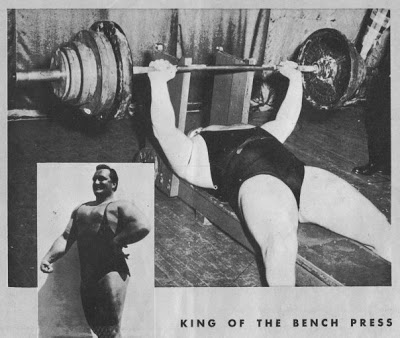 KING OF THE BENCH PRESS